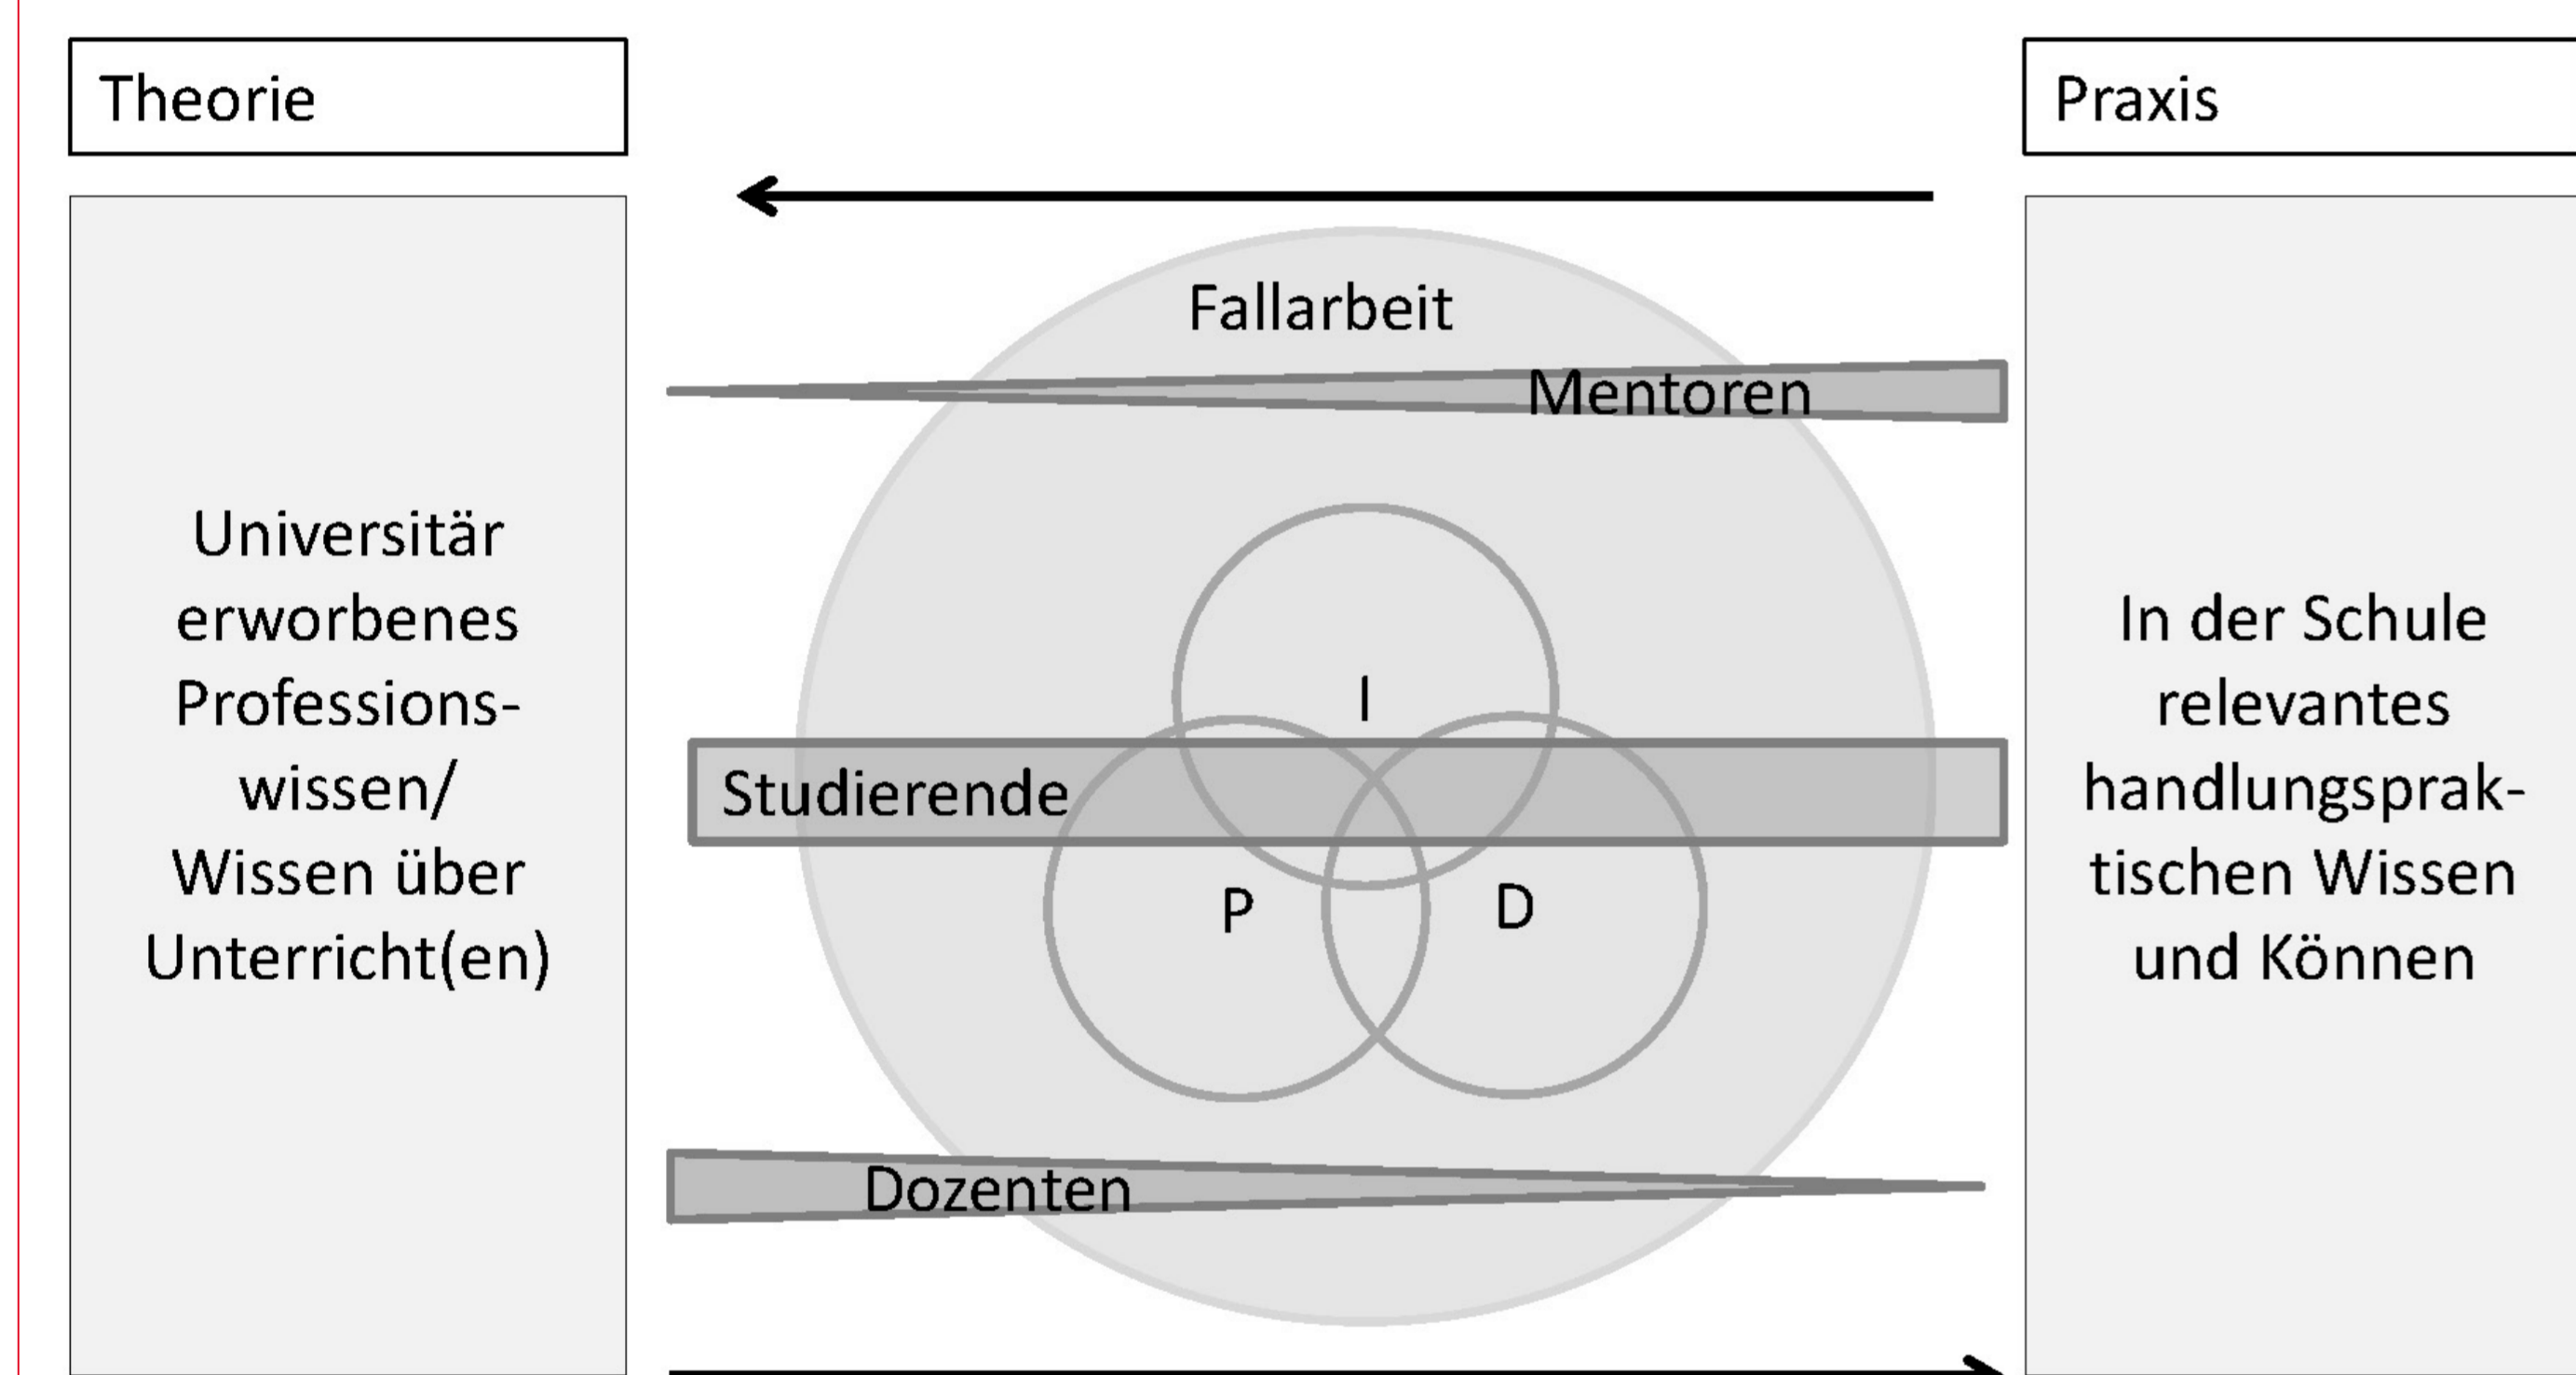 Theorie
Praxis
Fallarbeit
Mentoren
Universitär
erworbenes
Professions-
wissen/
Wissen über
Unterricht(en)
I
Studierende
P
D
Dozenten
In der Schule
relevantes
handlungsprak-
tischen Wissen
und Können